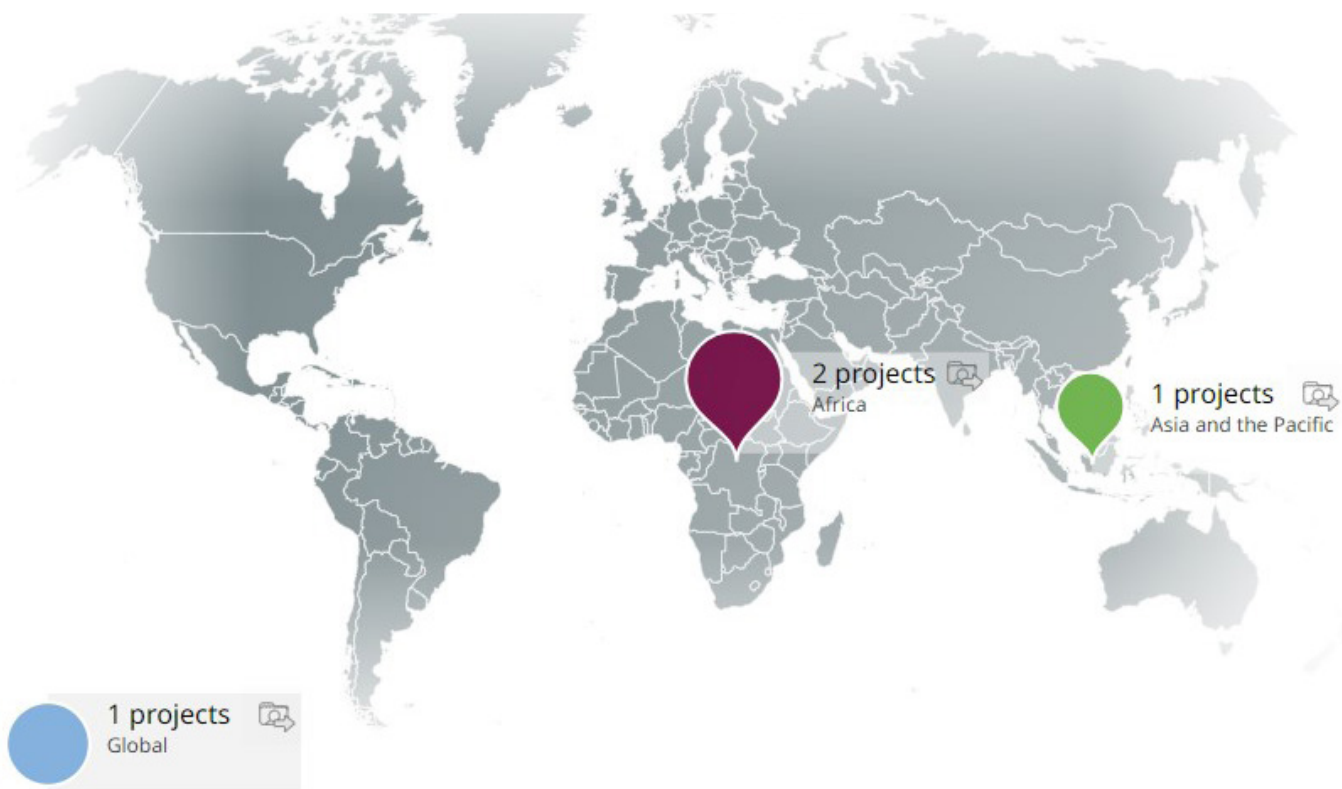 2 projects
Africa
1 projects
Asia and the Pacific
1 projects
Global